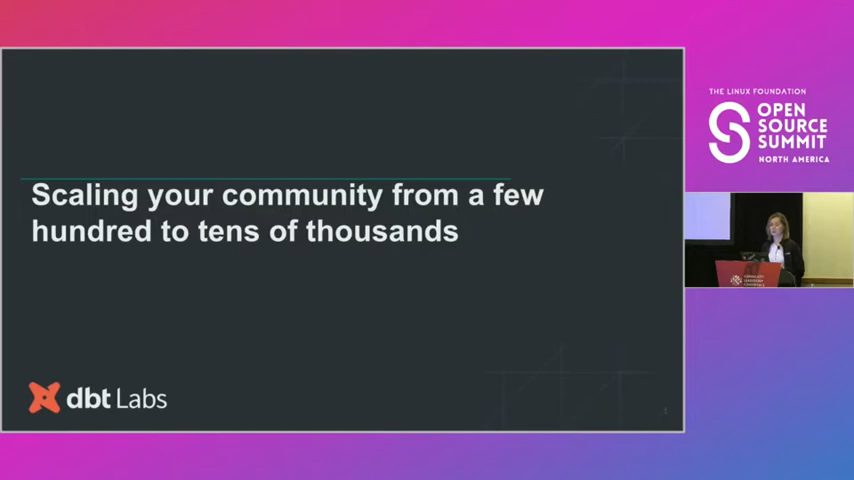 Scaling your community from a few
hundred to tens of thousands
dbt Labs
1
THE LINUX FOUNDATION
OPEN
SOURCE
SUMMIT
NORTH AMERICA